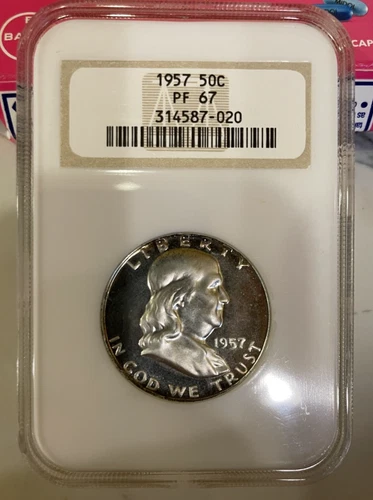 1957 50C
PF 67
314587-020
LIBERTY
1957
IN GOD WE TRUST